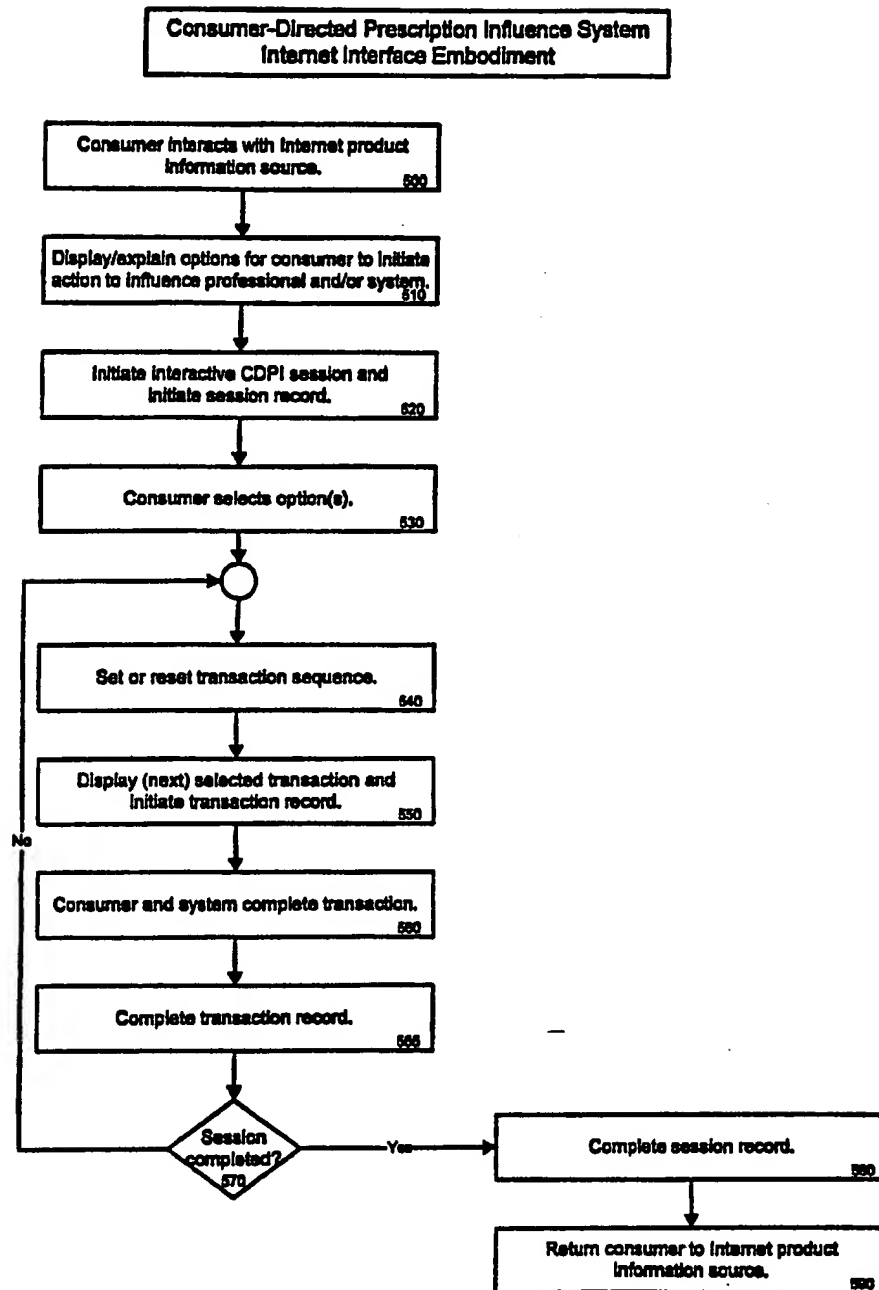 Consumer-Directed Prescription Influence System
Internet Interface Embodiment
Consumer interacts with Internet product
information source.
500
Display/explain options for consumer to initiate
action to influence professional and/or system.
510
Initiate interactive CDPI session and
initiate session record.
520
Consumer selects option(s).
530
Set or reset transaction sequence.
540
Display (next) selected transaction and
initiate transaction record.
550
No
Consumer and system complete transaction.
560
Complete transaction record.
565
Session
completed?
570
Yes
Complete session record.
580
Return consumer to Internet product
information source.
590